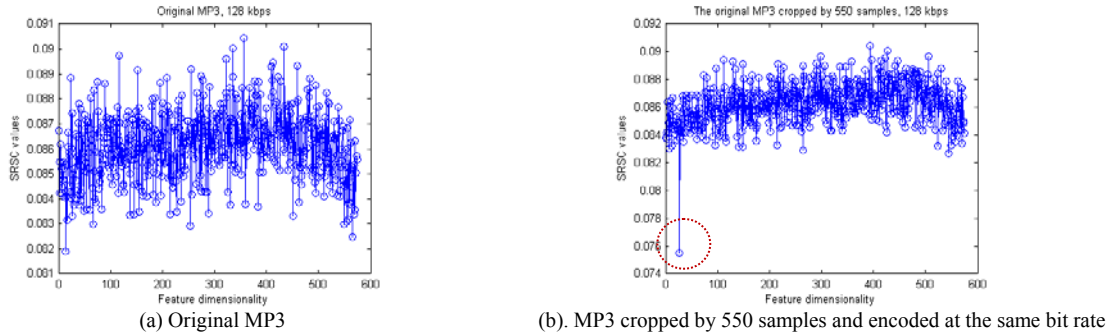 Original MP3, 128 kbps
0.091
0.09
0.089
0.088
0.087
0.086
0.085
0.084
0.083
0.082
0.081
SRSC values
0 100 200 300 400 500 600
Feature dimensionality
(a) Original MP3
The original MP3 cropped by 550 samples, 128 kbps
0.092
0.09
0.088
0.086
0.084
0.082
0.08
0.078
0.076
0.074
SRSC values
0 100 200 300 400 500 600
Feature dimensionality
(b). MP3 cropped by 550 samples and encoded at the same bit rate